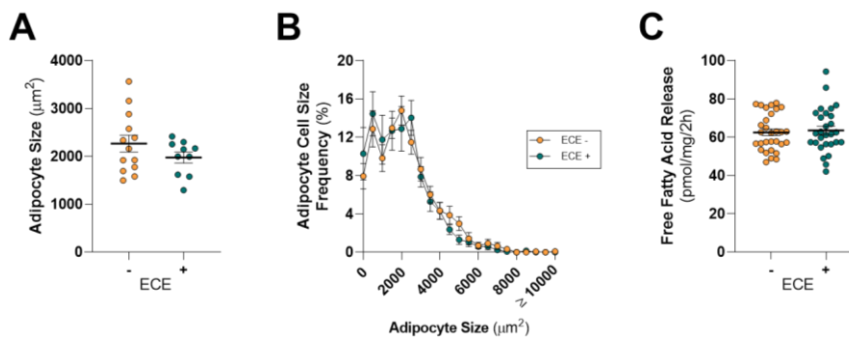 A
Adipocyte Size (μm²)
4000
3000
2000
1000
0
- +
ECE
B
Adipocyte Cell Size
Frequency (%)
20
16
12
8
4
0
ECE -
ECE +
0
2000
4000
6000
8000
≥ 10000
Adipocyte Size (μm²)
C
Free Fatty Acid Release
(pmol/mg/2h)
100
80
60
40
20
0
- +
ECE